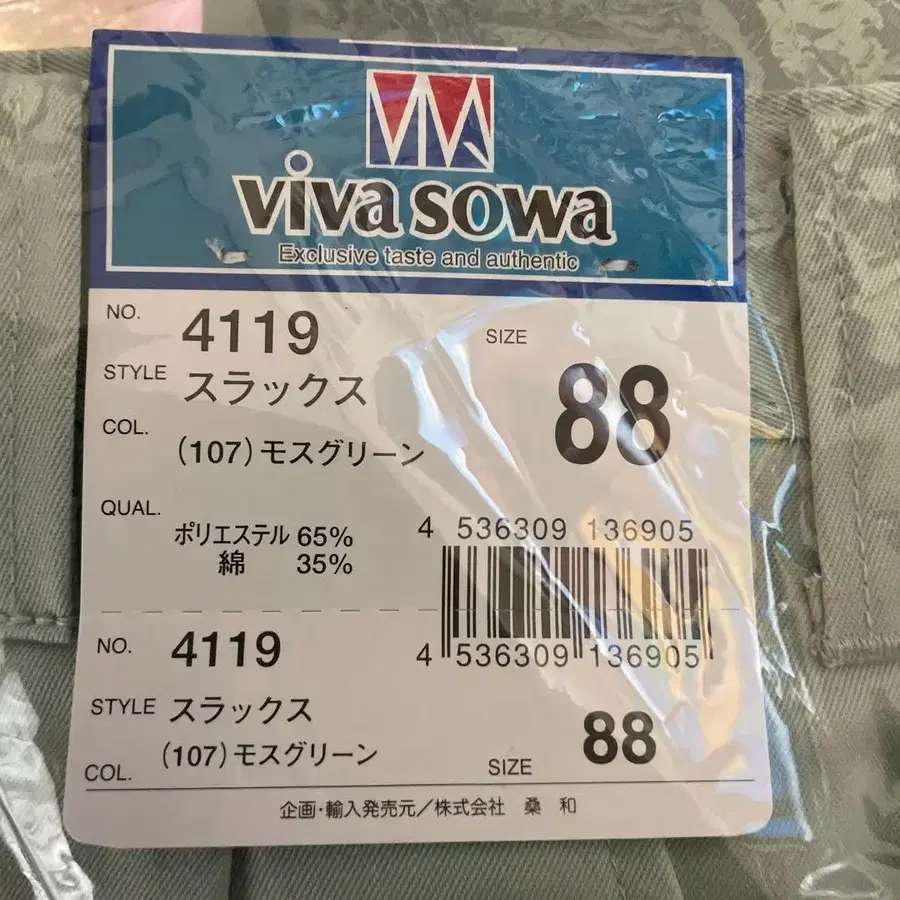 viva sowa
Exclusive taste and authentic
NO. 4119
SIZE 88
STYLE スラックス
COL. (107)モスグリーン
QUAL. ポリエステル 65%
綿 35%
4 536309 136905
4 536309 136905
NO. 4119
STYLE スラックス
COL. (107)モスグリーン
SIZE 88
企画・輸入発売元/株式会社 桑和